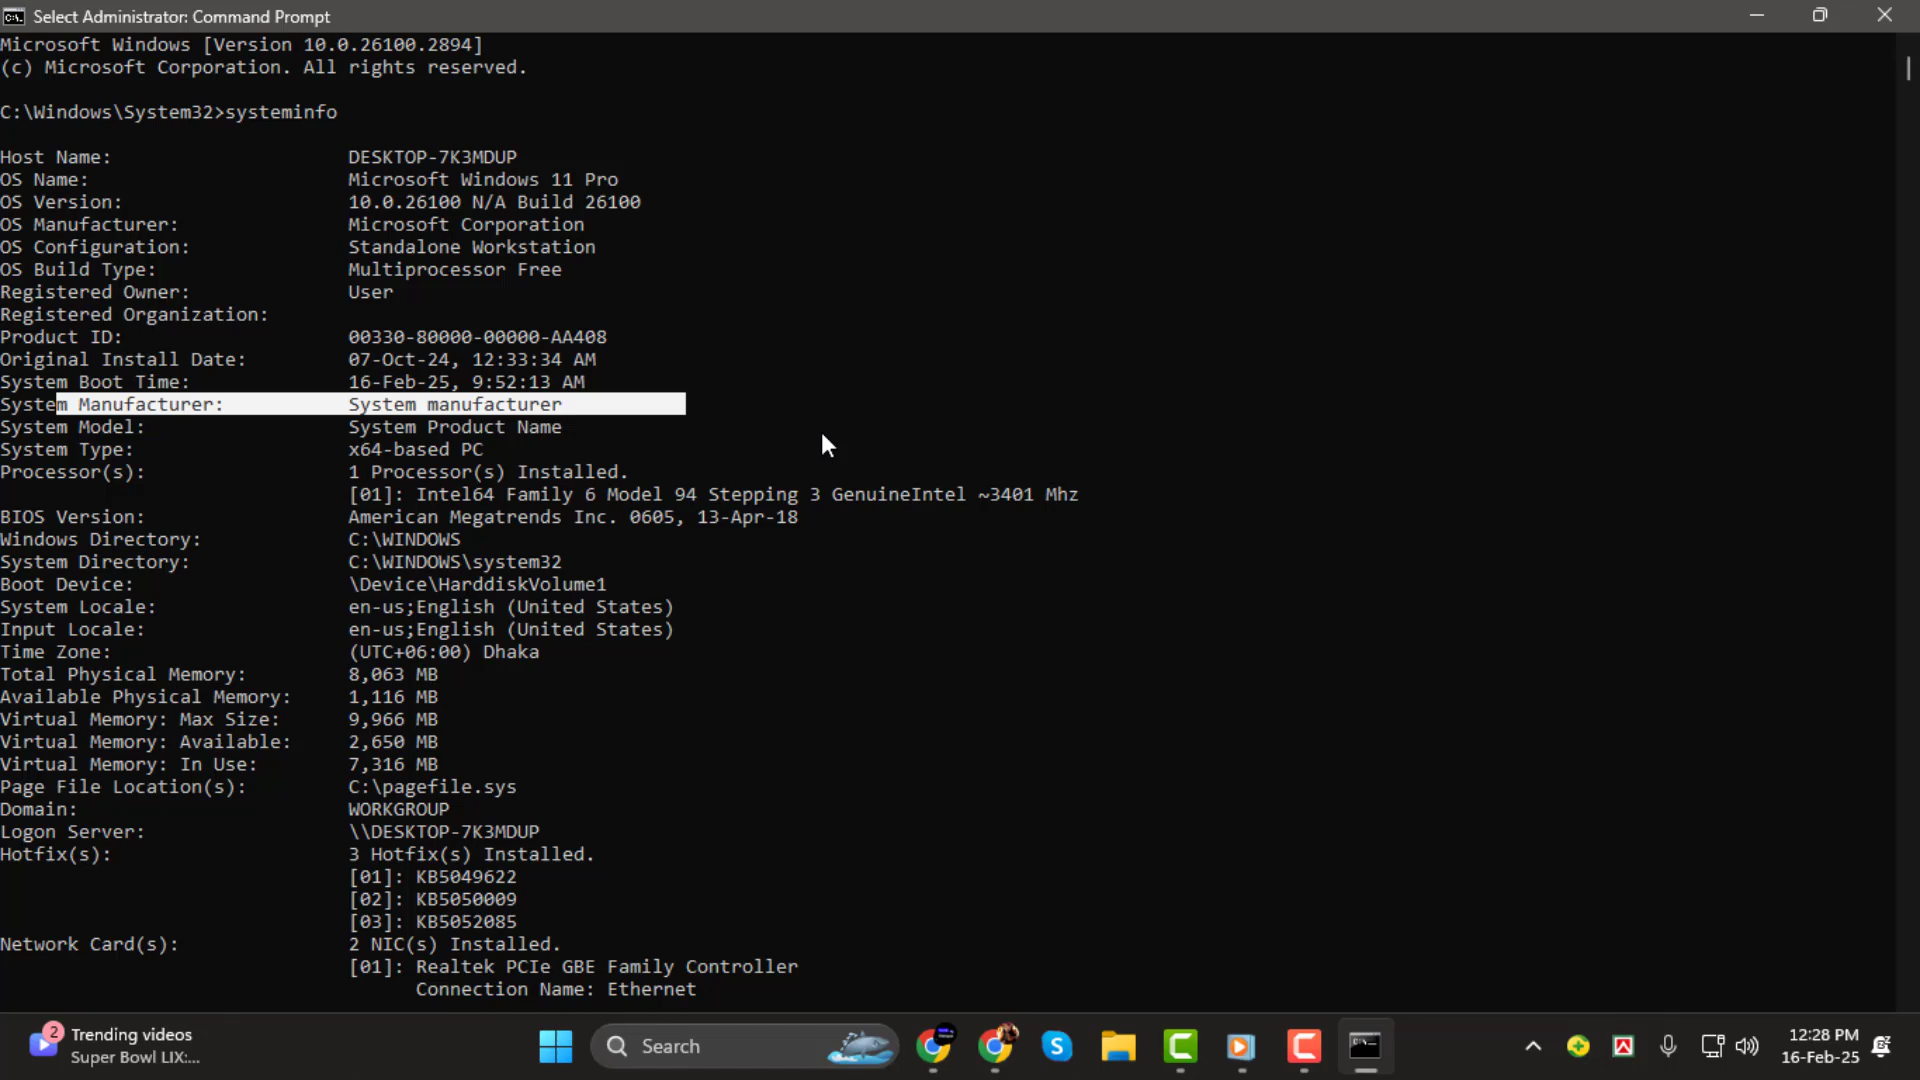 Select Administrator: Command Prompt
Microsoft Windows [Version 10.0.26100.2894]
(c) Microsoft Corporation. All rights reserved.
C:\Windows\System32>systeminfo
Host Name: DESKTOP-7K3MDUP
OS Name: Microsoft Windows 11 Pro
OS Version: 10.0.26100 N/A Build 26100
OS Manufacturer: Microsoft Corporation
OS Configuration: Standalone Workstation
OS Build Type: Multiprocessor Free
Registered Owner: User
Registered Organization:
Product ID: 00330-80000-00000-AA408
Original Install Date: 07-Oct-24, 12:33:34 AM
System Boot Time: 16-Feb-25, 9:52:13 AM
System Manufacturer: System manufacturer
System Model: System Product Name
System Type: x64-based PC
Processor(s): 1 Processor(s) Installed.
[01]: Intel64 Family 6 Model 94 Stepping 3 GenuineIntel ~3401 Mhz
BIOS Version: American Megatrends Inc. 0605, 13-Apr-18
Windows Directory: C:\WINDOWS
System Directory: C:\WINDOWS\system32
Boot Device: \Device\HarddiskVolume1
System Locale: en-us;English (United States)
Input Locale: en-us;English (United States)
Time Zone: (UTC+06:00) Dhaka
Total Physical Memory: 8,063 MB
Available Physical Memory: 1,116 MB
Virtual Memory: Max Size: 9,966 MB
Virtual Memory: Available: 2,650 MB
Virtual Memory: In Use: 7,316 MB
Page File Location(s): C:\pagefile.sys
Domain: WORKGROUP
Logon Server: \\DESKTOP-7K3MDUP
Hotfix(s): 3 Hotfix(s) Installed.
[01]: KB5049622
[02]: KB5050009
[03]: KB5052085
Network Card(s): 2 NIC(s) Installed.
[01]: Realtek PCIe GBE Family Controller
Connection Name: Ethernet
2
Trending videos
Super Bowl LIX:...
Search
12:28 PM
16-Feb-25